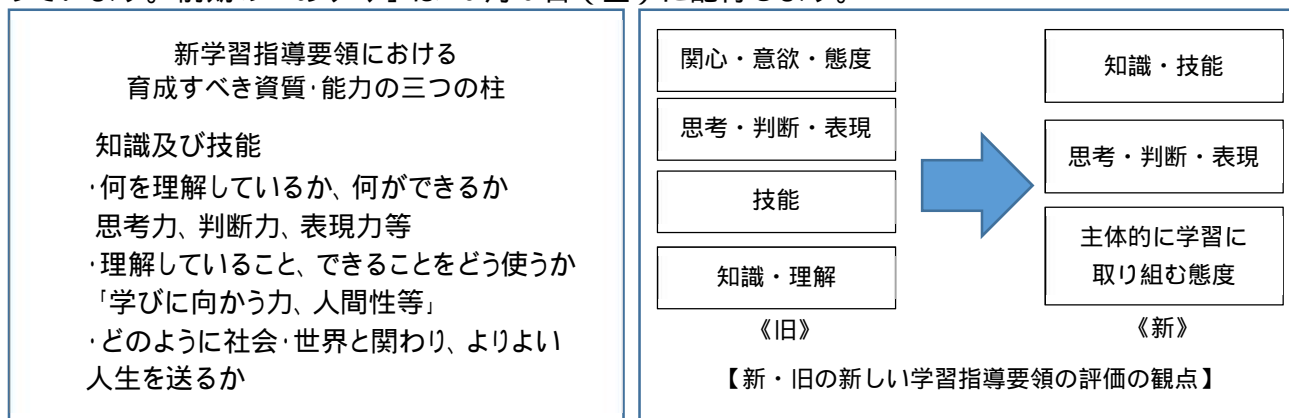 新学習指導要領における
育成すべき資質・能力の三つの柱
知識及び技能
・何を理解しているか、何ができるか
思考力、判断力、表現力等
・理解していること、できることをどう使うか
「学びに向かう力、人間性等」
・どのように社会・世界と関わり、よりよい
人生を送るか
関心・意欲・態度
思考・判断・表現
技能
知識・理解
《旧》
知識・技能
思考・判断・表現
主体的に学習に
取り組む態度
《新》
【新・旧の新しい学習指導要領の評価の観点】